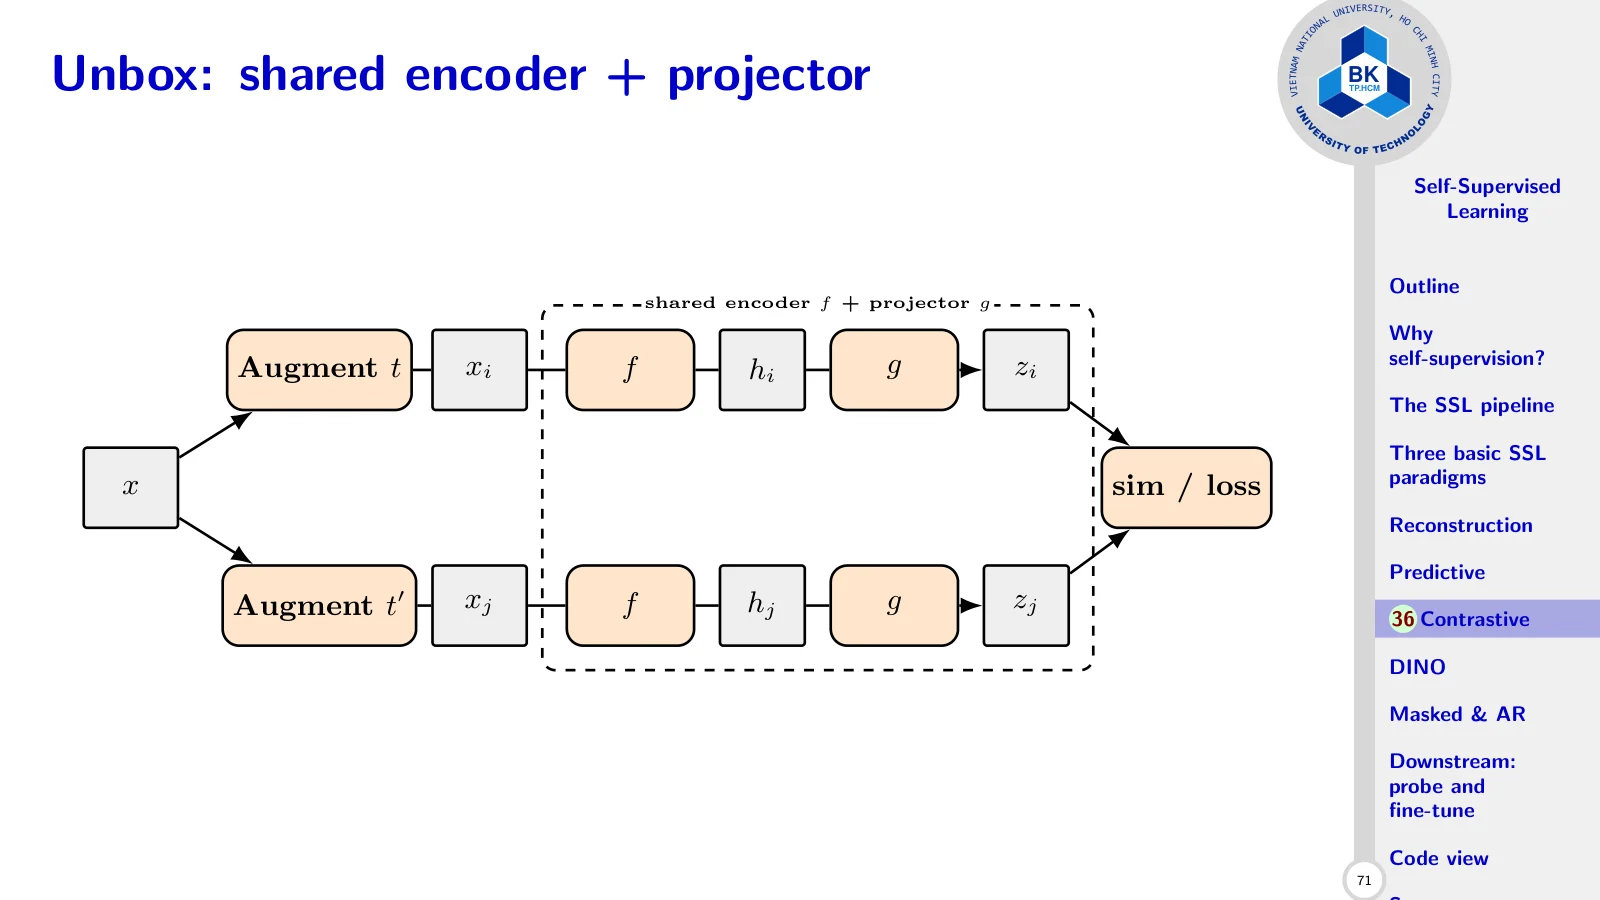 Unbox: shared encoder + projector
VIETNAM NATIONAL UNIVERSITY, HO CHI MINH CITY
BK
TP.HCM
UNIVERSITY OF TECHNOLOGY
shared encoder f + projector g
Augment t
x_i
f
h_i
g
z_i
x
sim / loss
Augment t′
x_j
f
h_j
g
z_j
Self-Supervised
Learning
Outline
Why
self-supervision?
The SSL pipeline
Three basic SSL
paradigms
Reconstruction
Predictive
36 Contrastive
DINO
Masked & AR
Downstream:
probe and
fine-tune
Code view
71